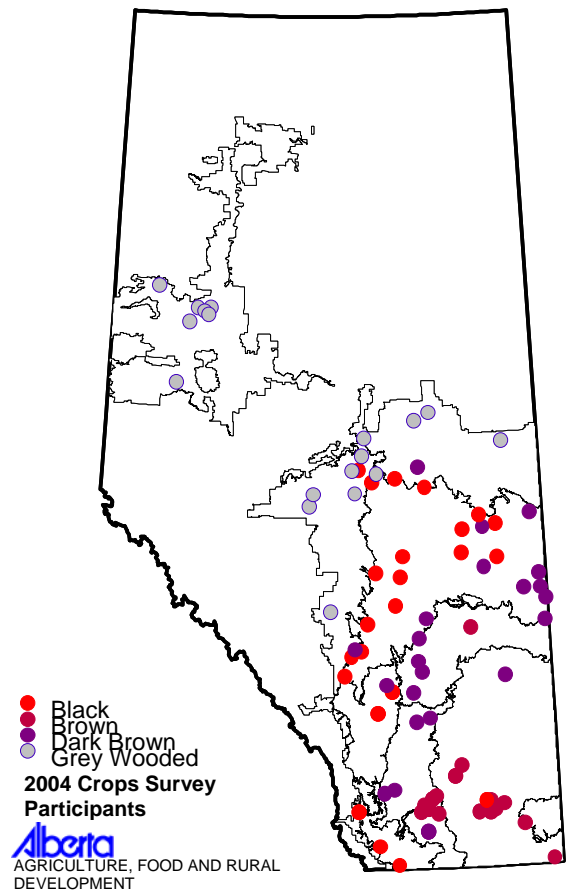 Black
Brown
Dark Brown
Grey Wooded
2004 Crops Survey
Participants
Alberta
AGRICULTURE, FOOD AND RURAL
DEVELOPMENT